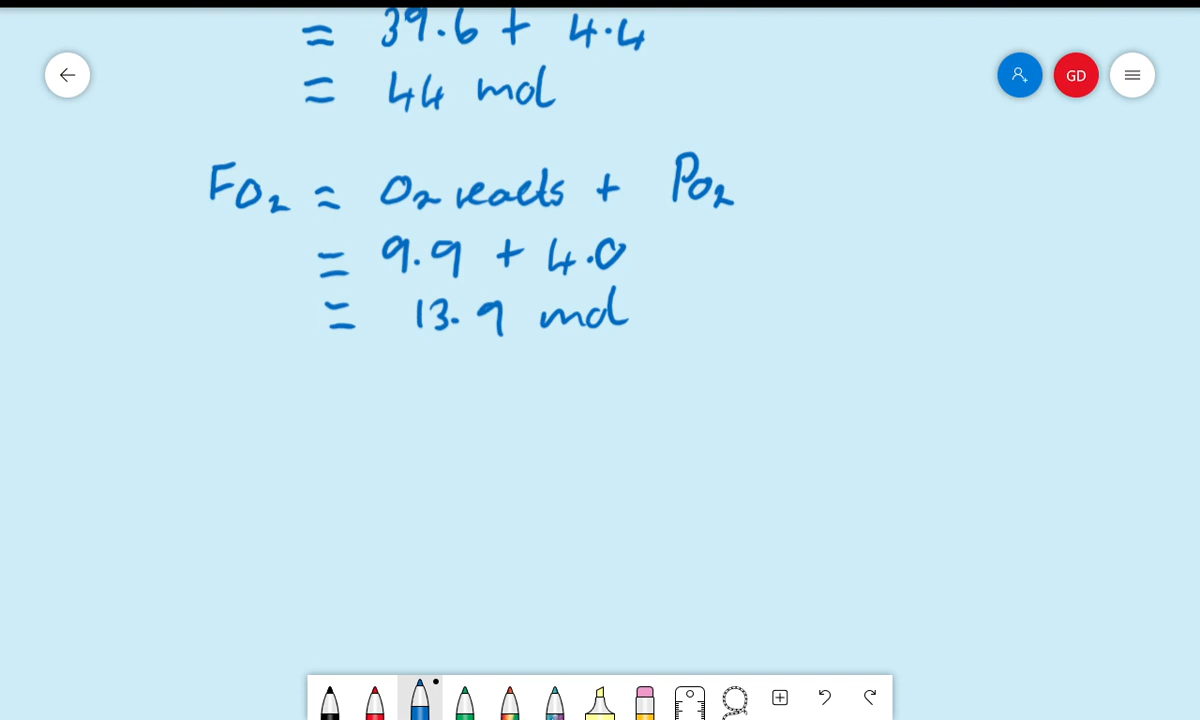 = 39.6 + 4.4
= 44 mol
GD
FO2 = O2 reacts + PO2
= 9.9 + 4.0
= 13.9 mol